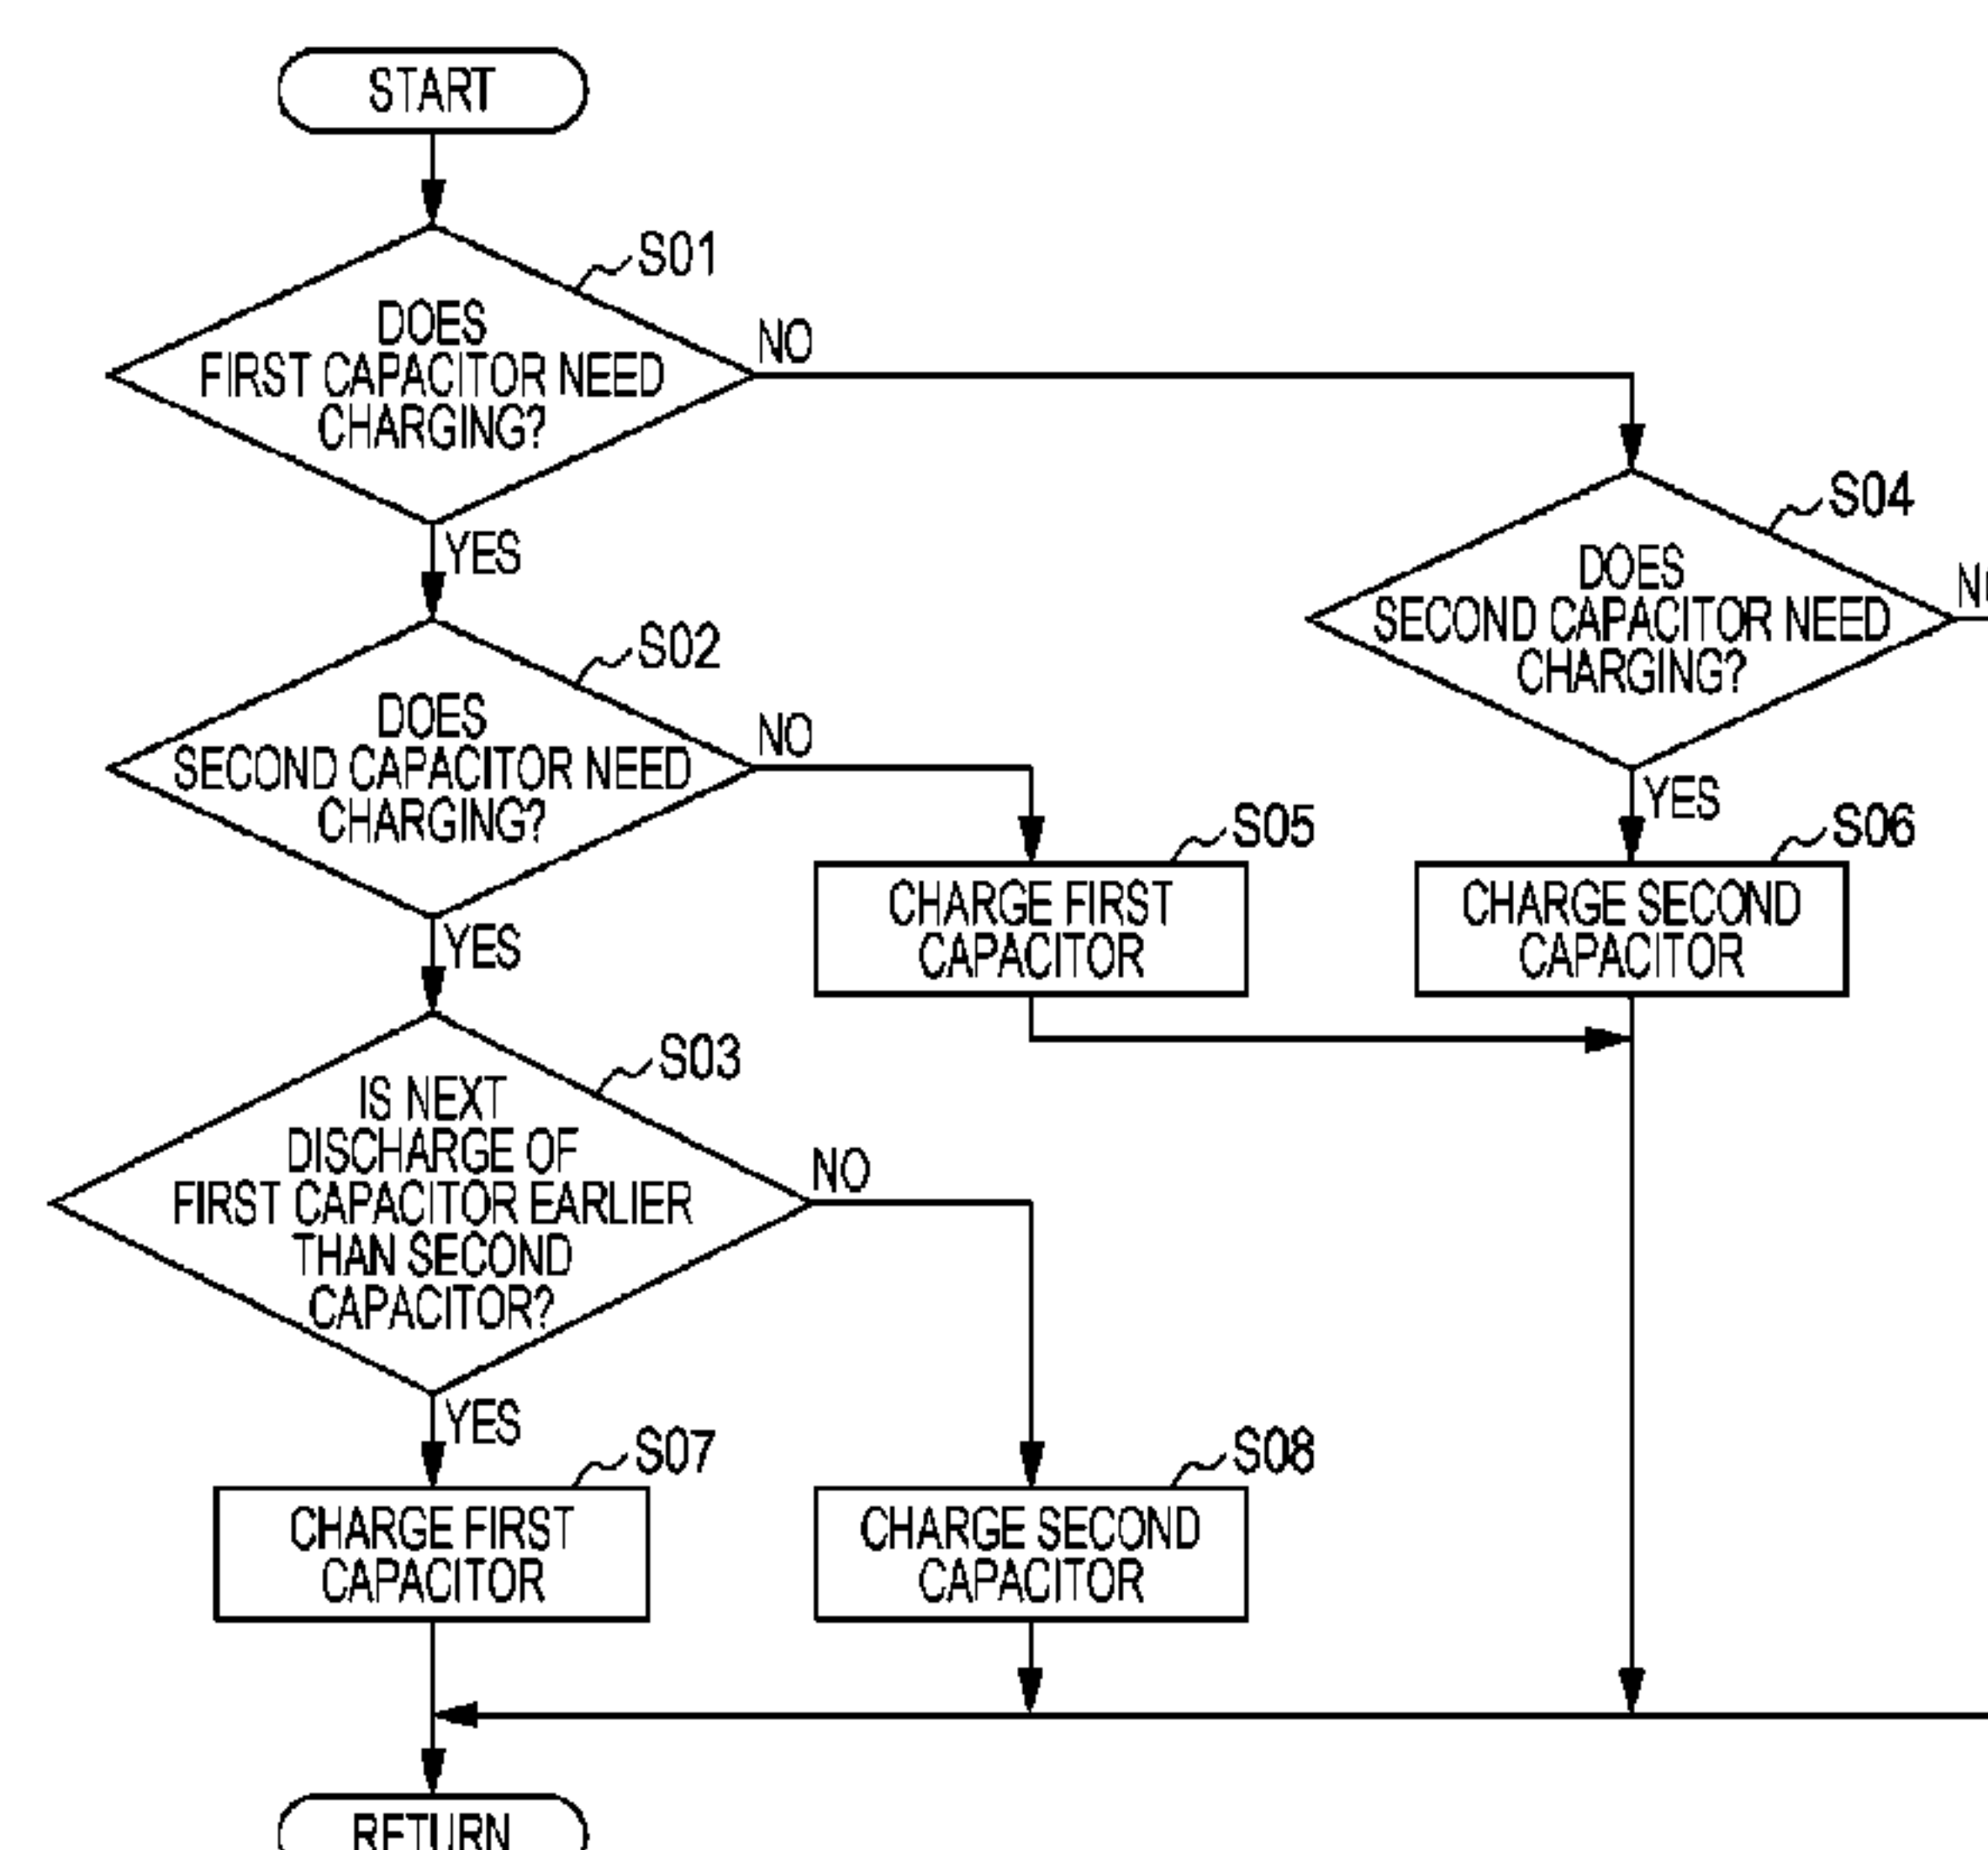 START
S01
DOES
FIRST CAPACITOR NEED
CHARGING?
NO
YES
S04
DOES
SECOND CAPACITOR NEED
CHARGING?
YES
S02
DOES
SECOND CAPACITOR NEED
CHARGING?
NO
YES
S05
CHARGE FIRST
CAPACITOR
S06
CHARGE SECOND
CAPACITOR
S03
IS NEXT
DISCHARGE OF
FIRST CAPACITOR EARLIER
THAN SECOND
CAPACITOR?
NO
YES
S07
CHARGE FIRST
CAPACITOR
S08
CHARGE SECOND
CAPACITOR
RETURN